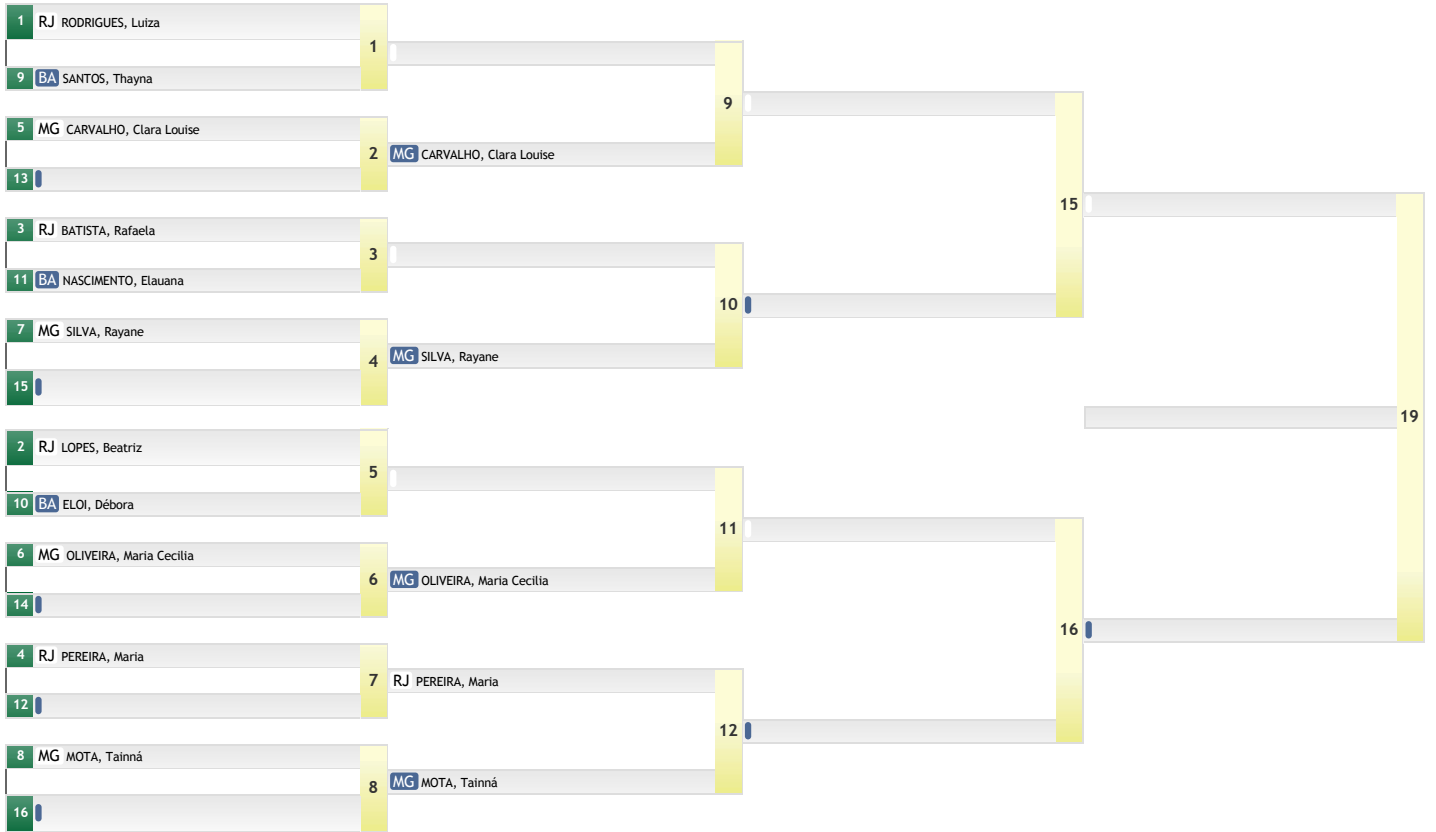 1 RJ RODRIGUES, Luiza
1
9 BA SANTOS, Thayna
9
5 MG CARVALHO, Clara Louise
2 MG CARVALHO, Clara Louise
13
15
3 RJ BATISTA, Rafaela
3
11 BA NASCIMENTO, Elauana
10
7 MG SILVA, Rayane
4 MG SILVA, Rayane
15
19
2 RJ LOPES, Beatriz
5
10 BA ELOI, Débora
11
6 MG OLIVEIRA, Maria Cecilia
6 MG OLIVEIRA, Maria Cecilia
14
16
4 RJ PEREIRA, Maria
7 RJ PEREIRA, Maria
12
12
8 MG MOTA, Tainná
8 MG MOTA, Tainná
16